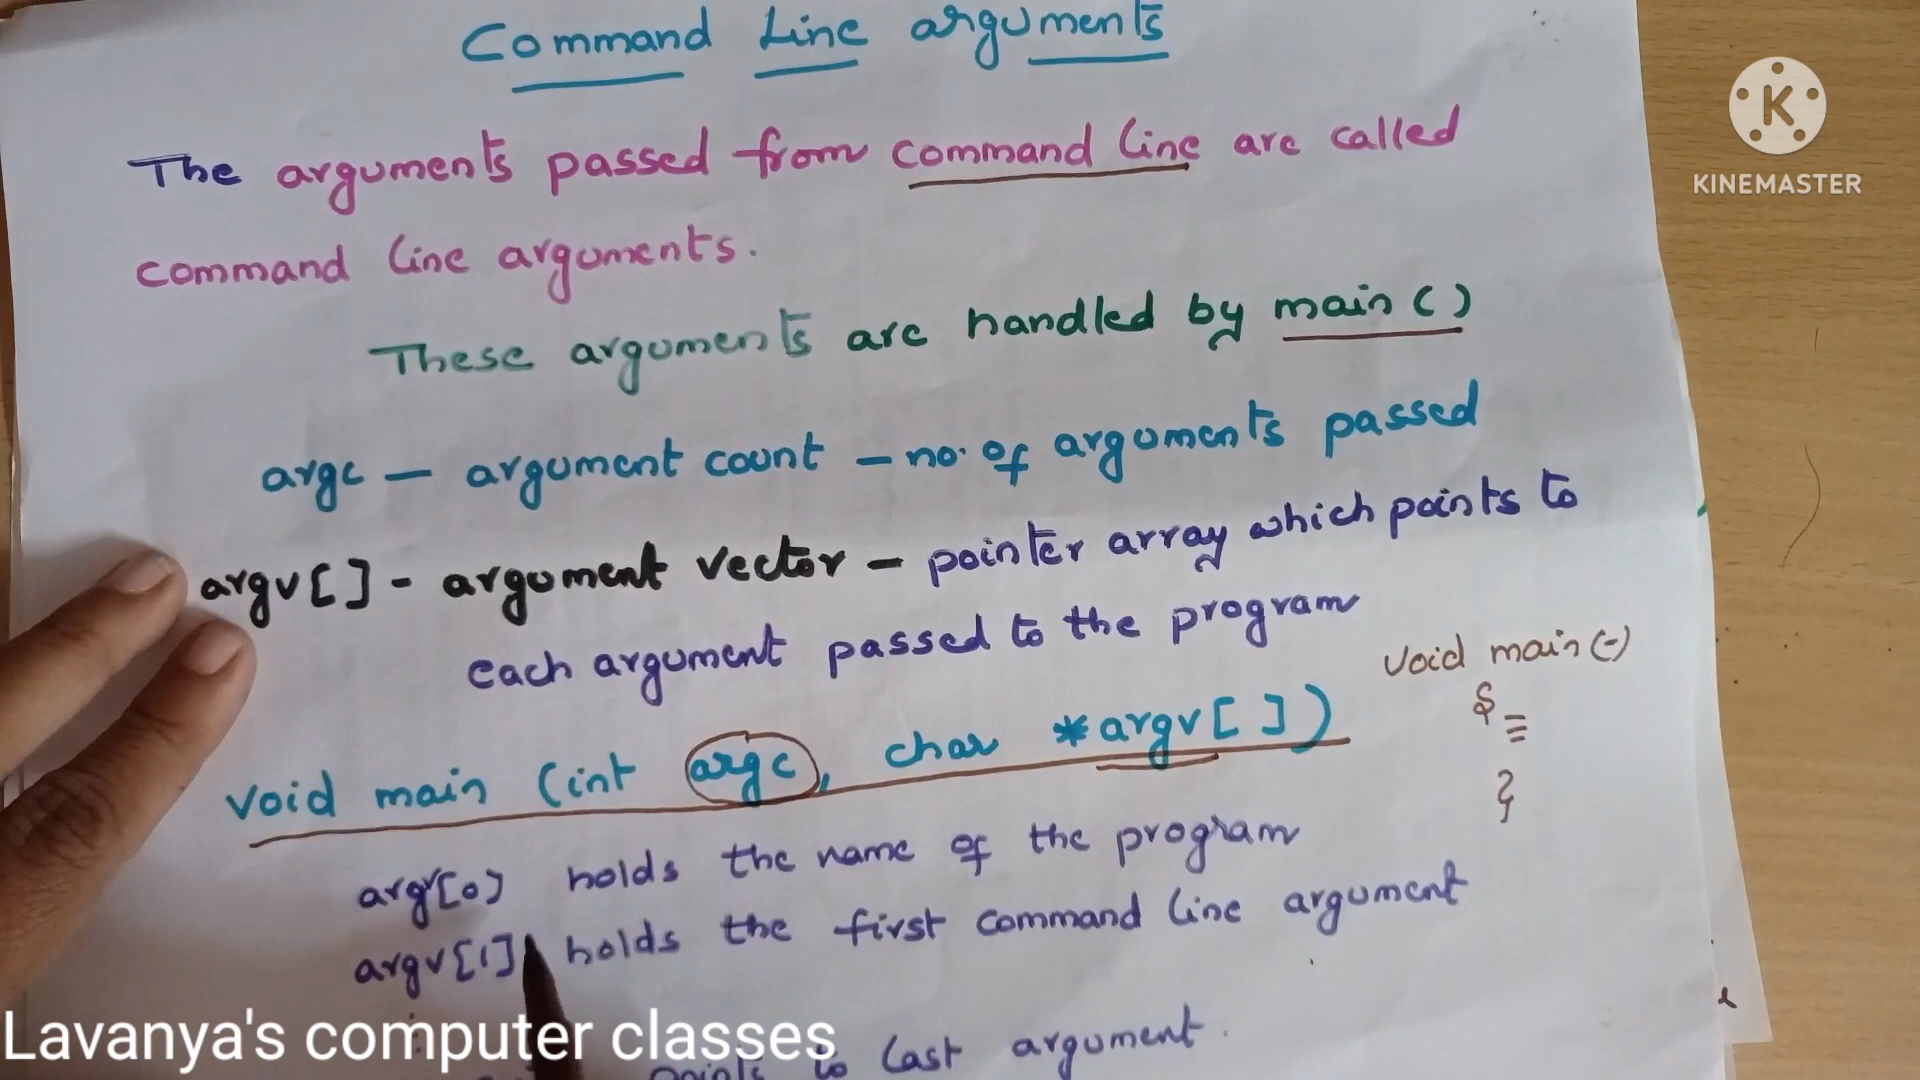 Command Line arguments
The arguments passed from command line are called
command line arguments.
These arguments are handled by main ( )
argc — argument count — no. of arguments passed
argv[ ] - argument vector - pointer array which points to
each argument passed to the program
void main (-)
void main (int argc, char *argv[ ])
argv[0] holds the name of the program
argv[1] holds the first command line argument
points to last argument.
K
KINEMASTER
Lavanya's computer classes